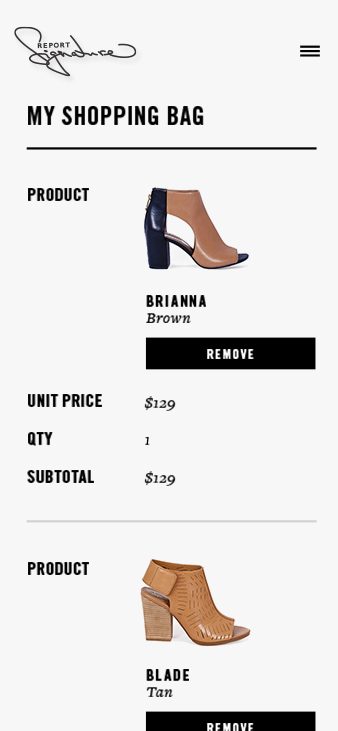 REPORT
Signature
MY SHOPPING BAG
PRODUCT
BRIANNA
Brown
REMOVE
UNIT PRICE
$129
QTY
1
SUBTOTAL
$129
PRODUCT
BLADE
Tan
REMOVE